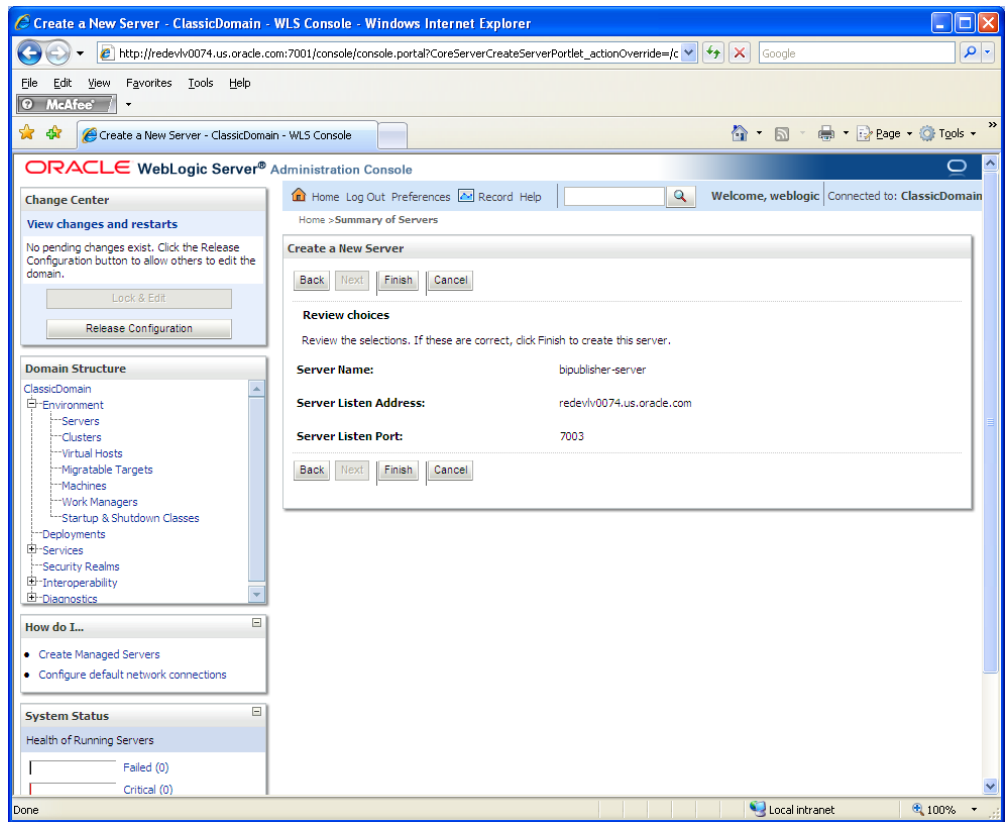 Create a New Server - ClassicDomain - WLS Console - Windows Internet Explorer
http://redevlv0074.us.oracle.com:7001/console/console.portal?CoreServerCreateServerPortlet_actionOverride=/c
Google
File Edit View Favorites Tools Help
McAfee
Create a New Server - ClassicDomain - WLS Console
Page Tools »
ORACLE WebLogic Server® Administration Console
Change Center
View changes and restarts
No pending changes exist. Click the Release
Configuration button to allow others to edit the
domain.
Lock & Edit
Release Configuration
Domain Structure
ClassicDomain
Environment
Servers
Clusters
Virtual Hosts
Migratable Targets
Machines
Work Managers
Startup & Shutdown Classes
Deployments
Services
Security Realms
Interoperability
Diagnostics
How do I...
Create Managed Servers
Configure default network connections
System Status
Health of Running Servers
Failed (0)
Critical (0)
Home Log Out Preferences Record Help
Welcome, weblogic Connected to: ClassicDomain
Home >Summary of Servers
Create a New Server
Back Next Finish Cancel
Review choices
Review the selections. If these are correct, click Finish to create this server.
Server Name: bipublisher-server
Server Listen Address: redevlv0074.us.oracle.com
Server Listen Port: 7003
Back Next Finish Cancel
Done
Local intranet
100%